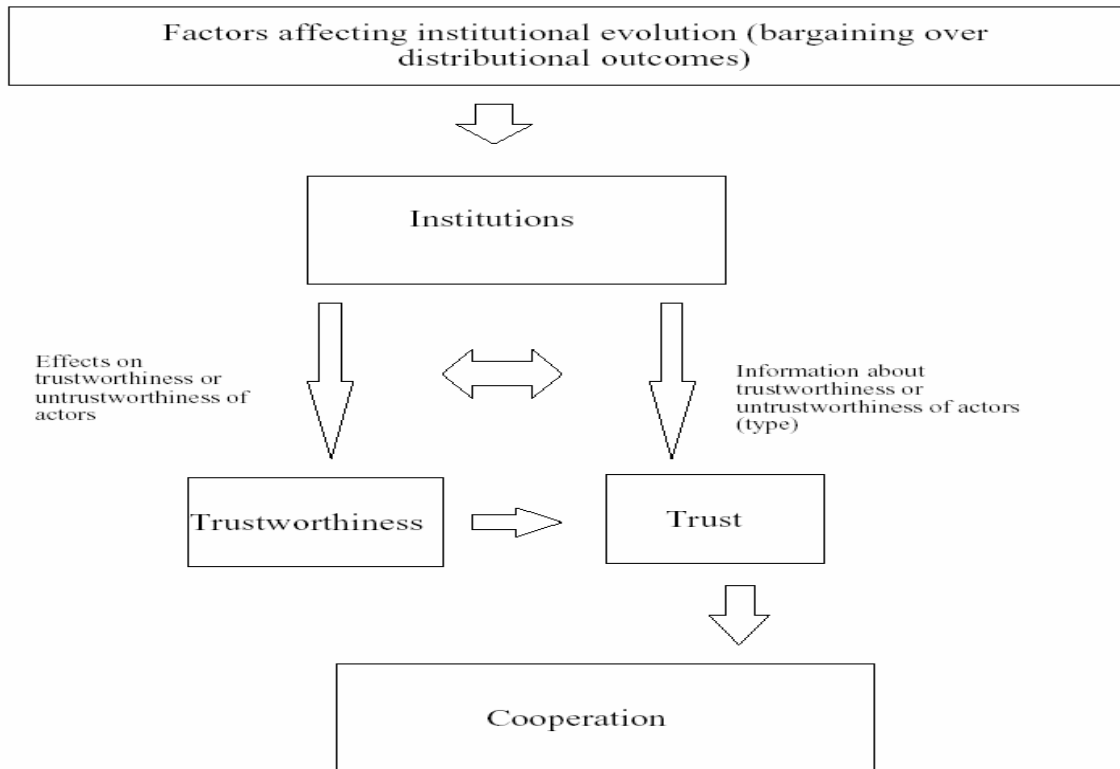 Factors affecting institutional evolution (bargaining over
distributional outcomes)
Institutions
Effects on
trustworthiness or
untrustworthiness of
actors
Information about
trustworthiness or
untrustworthiness of actors
(type)
Trustworthiness
Trust
Cooperation